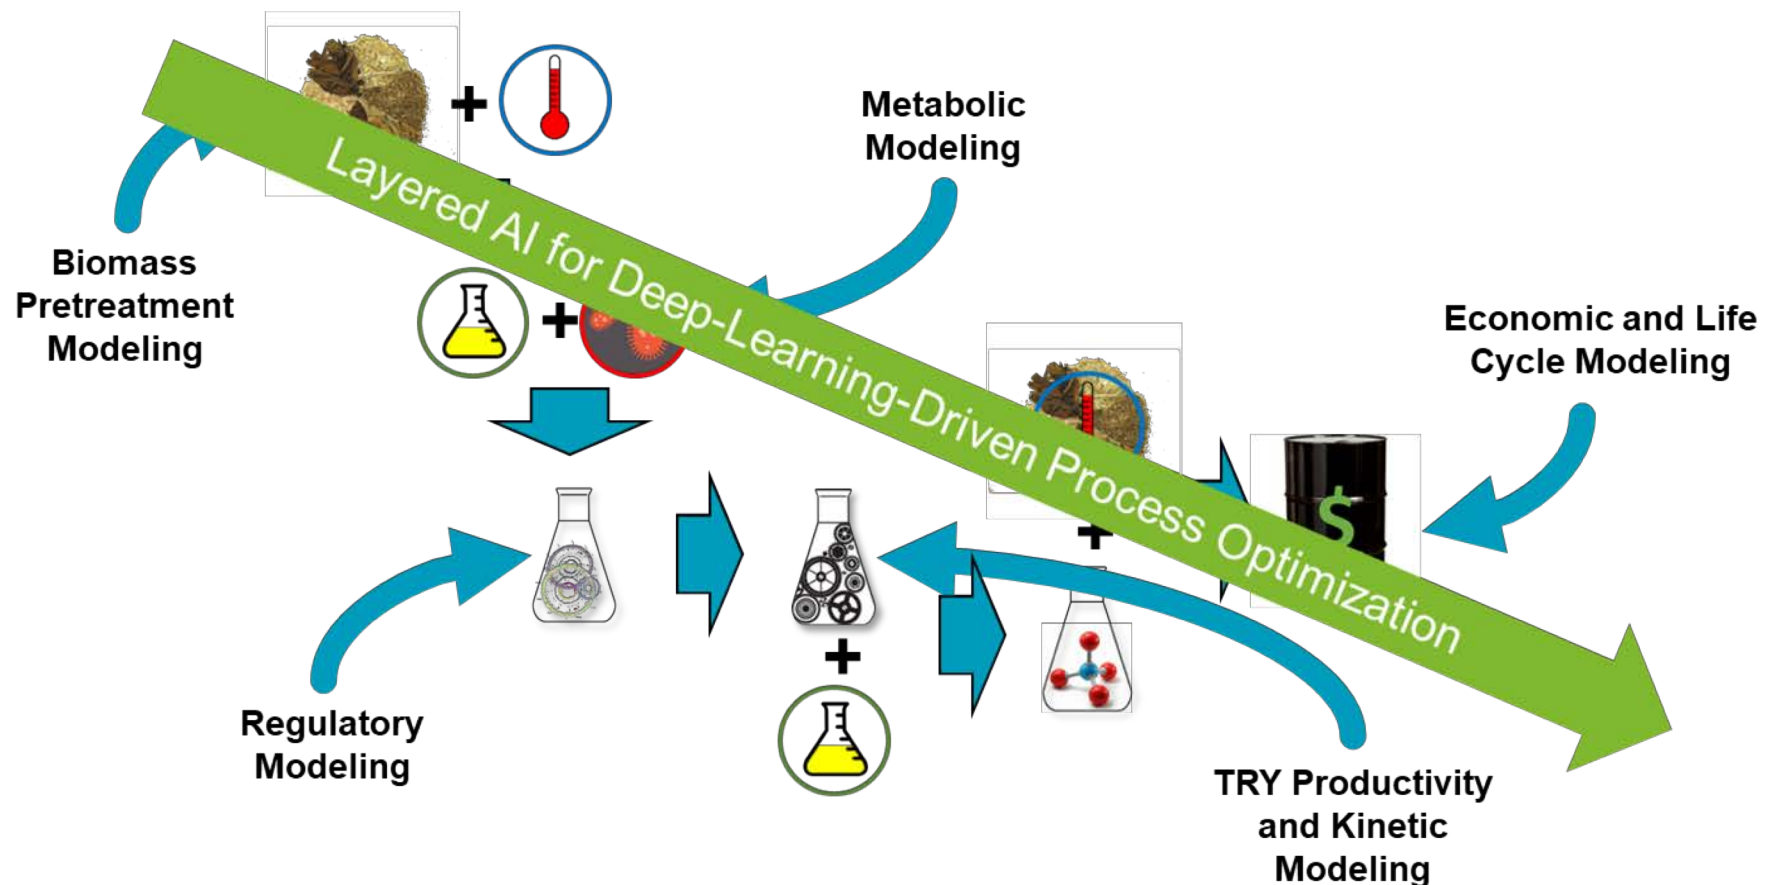 Metabolic
Modeling
Layered AI for Deep-Learning-Driven Process Optimization
Biomass
Pretreatment
Modeling
Economic and Life
Cycle Modeling
$
Regulatory
Modeling
TRY Productivity
and Kinetic
Modeling